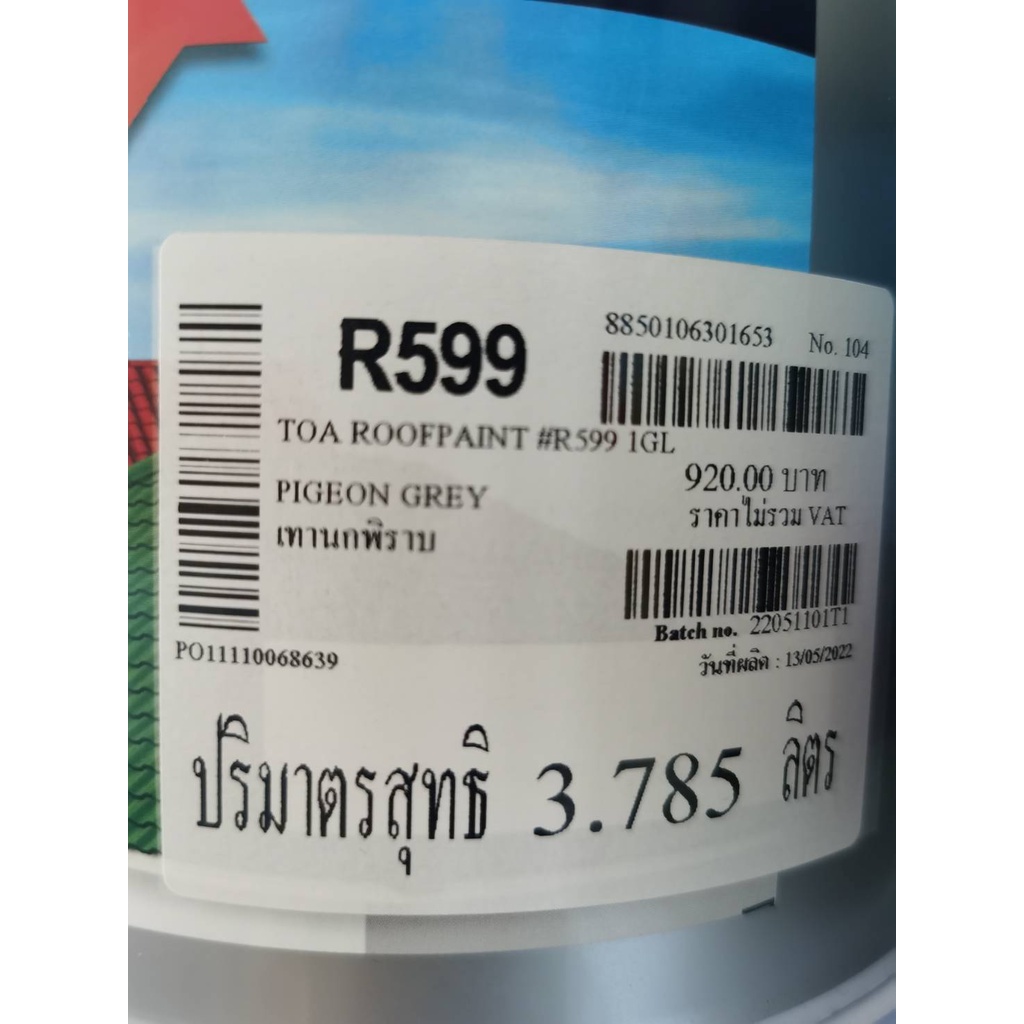 R599
8850106301653 No. 104
TOA ROOFPAINT #R599 1GL
920.00 บาท
PIGEON GREY
ราคาไม่รวม VAT
เทานกพิราบ
Batch no. 22051101T1
PO11110068639
วันที่ผลิต : 13/05/2022
ปริมาตรสุทธิ 3.785 ลิตร